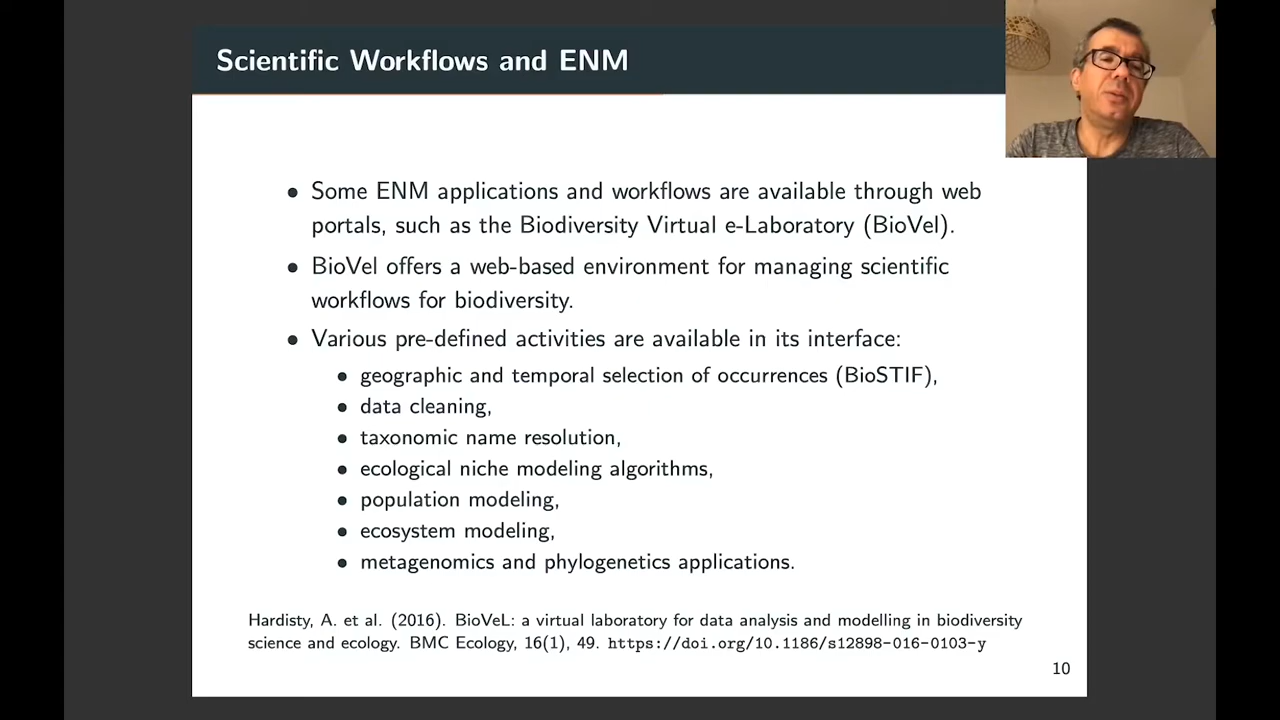 Scientific Workflows and ENM
• Some ENM applications and workflows are available through web
portals, such as the Biodiversity Virtual e-Laboratory (BioVel).
• BioVel offers a web-based environment for managing scientific
workflows for biodiversity.
• Various pre-defined activities are available in its interface:
• geographic and temporal selection of occurrences (BioSTIF),
• data cleaning,
• taxonomic name resolution,
• ecological niche modeling algorithms,
• population modeling,
• ecosystem modeling,
• metagenomics and phylogenetics applications.
Hardisty, A. et al. (2016). BioVeL: a virtual laboratory for data analysis and modelling in biodiversity
science and ecology. BMC Ecology, 16(1), 49. https://doi.org/10.1186/s12898-016-0103-y
10